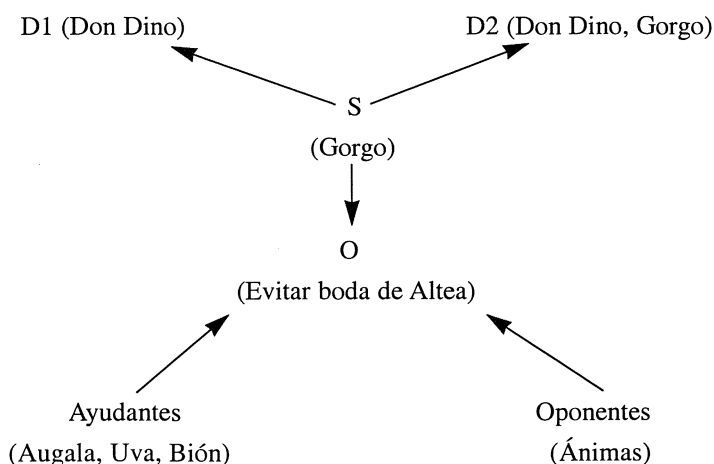 D1 (Don Dino)
D2 (Don Dino, Gorgo)
S
(Gorgo)
O
(Evitar boda de Altea)
Ayudantes
(Augala, Uva, Bión)
Oponentes
(Ánimas)